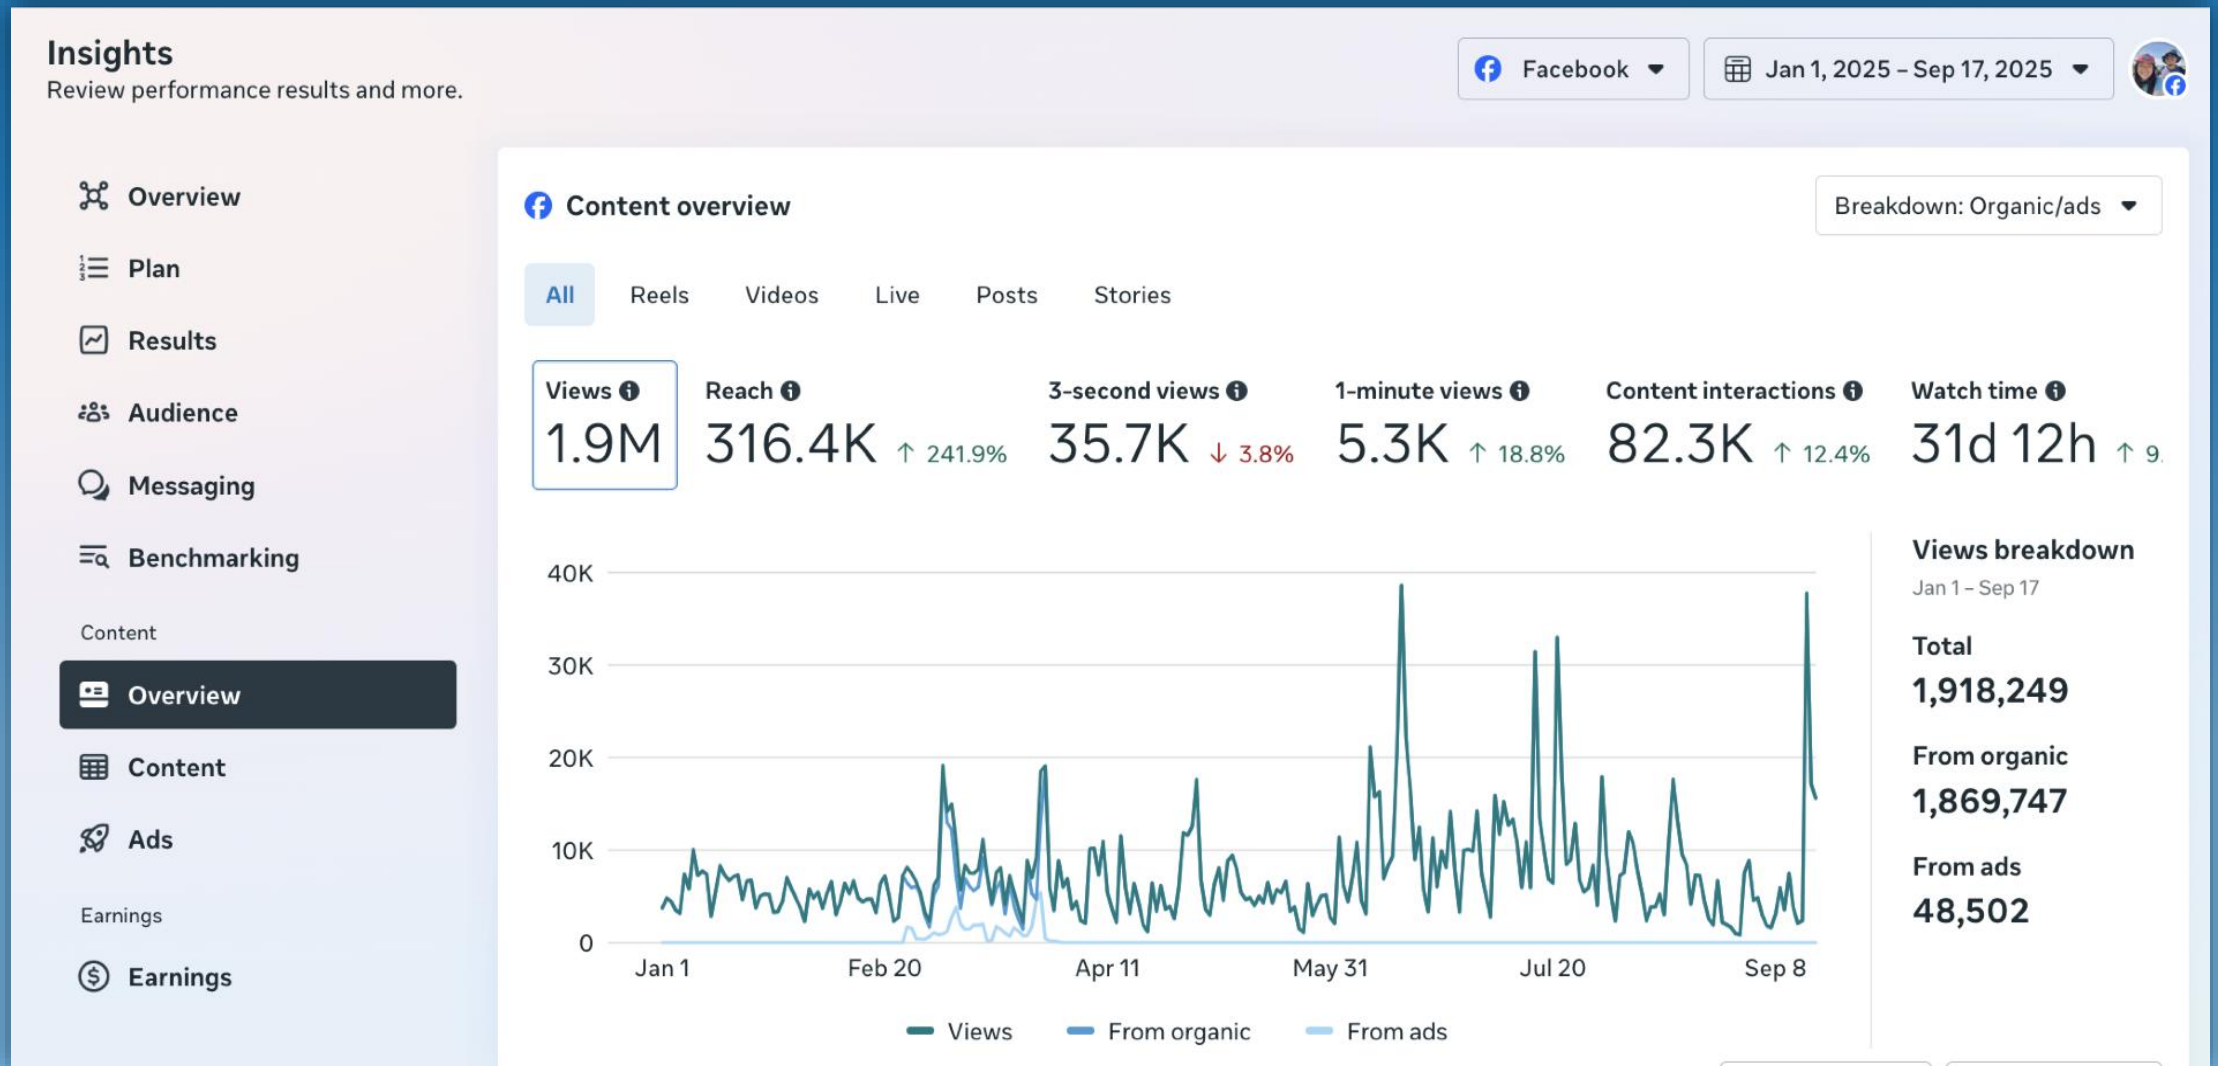 Insights
Review performance results and more.
Facebook
Jan 1, 2025 – Sep 17, 2025
Overview
Plan
Results
Audience
Messaging
Benchmarking
Content
Overview
Content
Ads
Earnings
Earnings
Content overview
Breakdown: Organic/ads
All Reels Videos Live Posts Stories
Views Reach 3-second views 1-minute views Content interactions Watch time
1.9M 316.4K ↑ 241.9% 35.7K ↓ 3.8% 5.3K ↑ 18.8% 82.3K ↑ 12.4% 31d 12h ↑ 9.
40K
30K
20K
10K
0
Jan 1 Feb 20 Apr 11 May 31 Jul 20 Sep 8
Views From organic From ads
Views breakdown
Jan 1 – Sep 17
Total
1,918,249
From organic
1,869,747
From ads
48,502